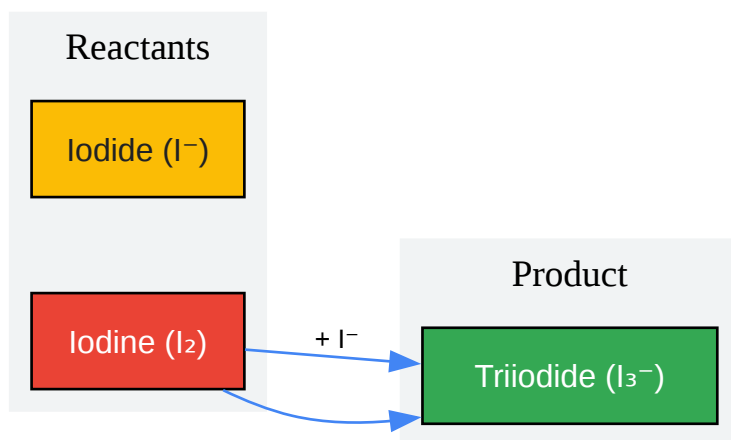 Reactants
Iodide (I⁻)
Iodine (I₂)
+ I⁻
Product
Triiodide (I₃⁻)